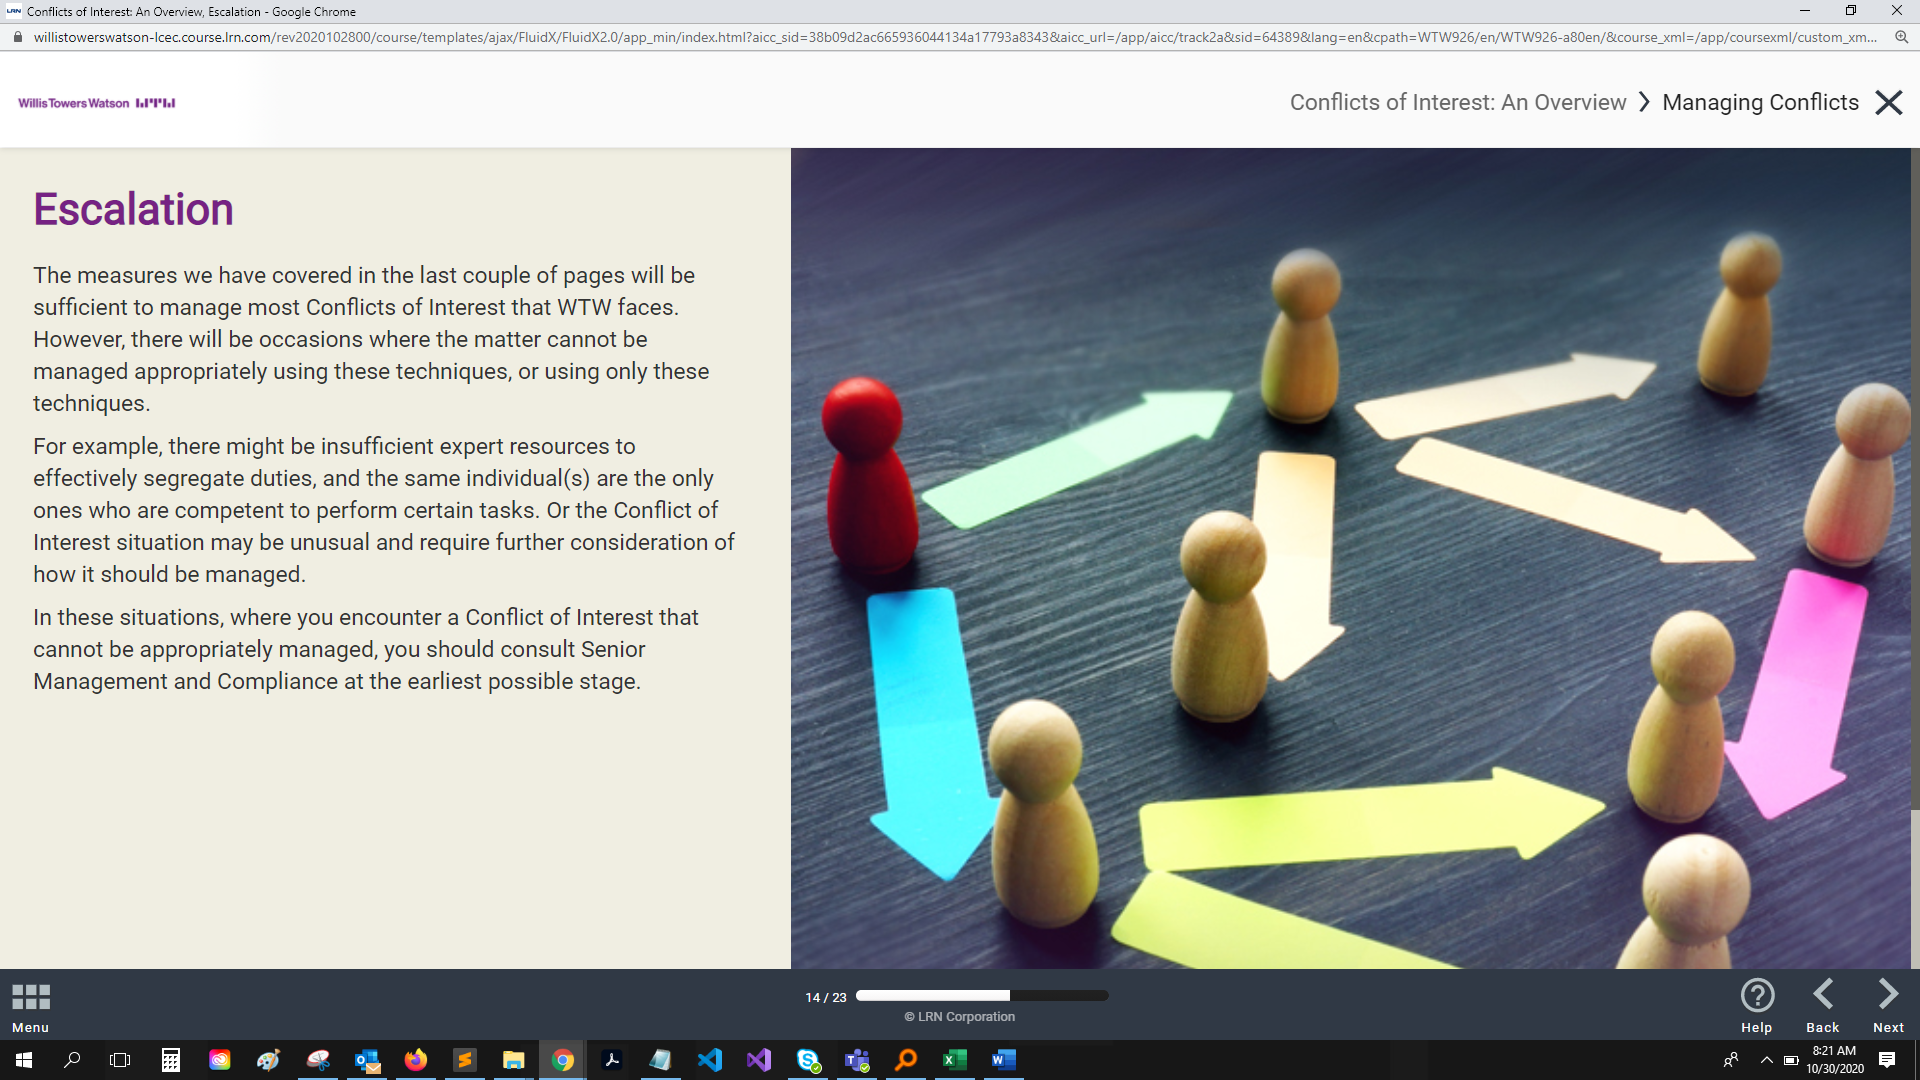 LRN Conflicts of Interest: An Overview, Escalation - Google Chrome
willistowerswatson-lcec.course.lrn.com/rev2020102800/course/templates/ajax/FluidX/FluidX2.0/app_min/index.html?aicc_sid=38b09d2ac665936044134a17793a8343&aicc_url=/app/aicc/track2a&sid=64389&lang=en&cpath=WTW926/en/WTW926-a80en/&course_xml=/app/coursexml/custom_xm...
Willis Towers Watson
Conflicts of Interest: An Overview > Managing Conflicts
Escalation
The measures we have covered in the last couple of pages will be
sufficient to manage most Conflicts of Interest that WTW faces.
However, there will be occasions where the matter cannot be
managed appropriately using these techniques, or using only these
techniques.
For example, there might be insufficient expert resources to
effectively segregate duties, and the same individual(s) are the only
ones who are competent to perform certain tasks. Or the Conflict of
Interest situation may be unusual and require further consideration of
how it should be managed.
In these situations, where you encounter a Conflict of Interest that
cannot be appropriately managed, you should consult Senior
Management and Compliance at the earliest possible stage.
14 / 23
© LRN Corporation
Menu
Help
Back
Next
8:21 AM
10/30/2020